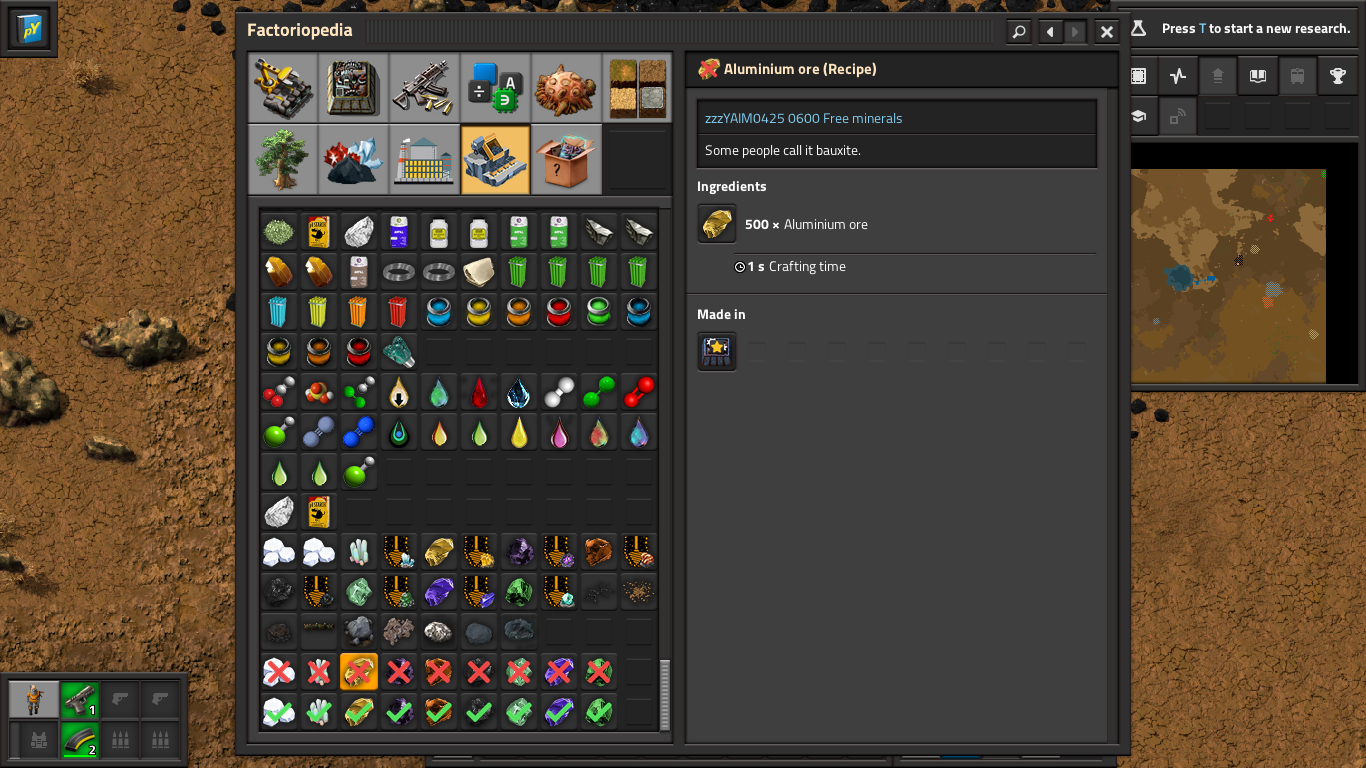 pY
Factoriopedia
Press T to start a new research.
Aluminium ore (Recipe)
zzzYAIM0425 0600 Free minerals
Some people call it bauxite.
Ingredients
500 × Aluminium ore
1 s Crafting time
Made in
A
?
1
2